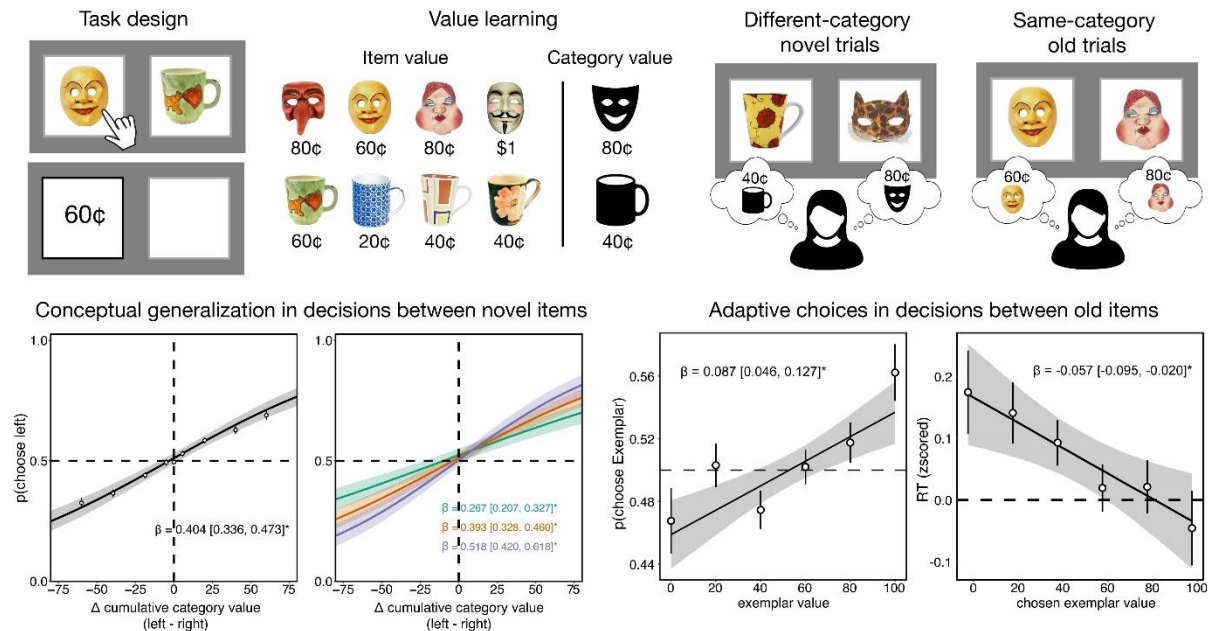 Task design
Value learning
Different-category
novel trials
Same-category
old trials
Item value
Category value
80¢
60¢
80¢
$1
80¢
60¢
20¢
40¢
40¢
40¢
60¢
40¢
80¢
60¢
80¢
Conceptual generalization in decisions between novel items
Adaptive choices in decisions between old items
p(choose left)
1.0
0.5
0.0
β = 0.404 [0.336, 0.473]*
-75
-50
-25
0
25
50
75
Δ cumulative category value
(left - right)
1.0
0.5
0.0
β = 0.267 [0.207, 0.327]*
β = 0.393 [0.328, 0.460]*
β = 0.518 [0.420, 0.618]*
-75
-50
-25
0
25
50
75
Δ cumulative category value
(left - right)
p(choose Exemplar)
0.56
0.52
0.48
0.44
β = 0.087 [0.046, 0.127]*
0
20
40
60
80
100
exemplar value
RT (zscored)
0.2
0.1
0.0
-0.1
β = -0.057 [-0.095, -0.020]*
0
20
40
60
80
100
chosen exemplar value